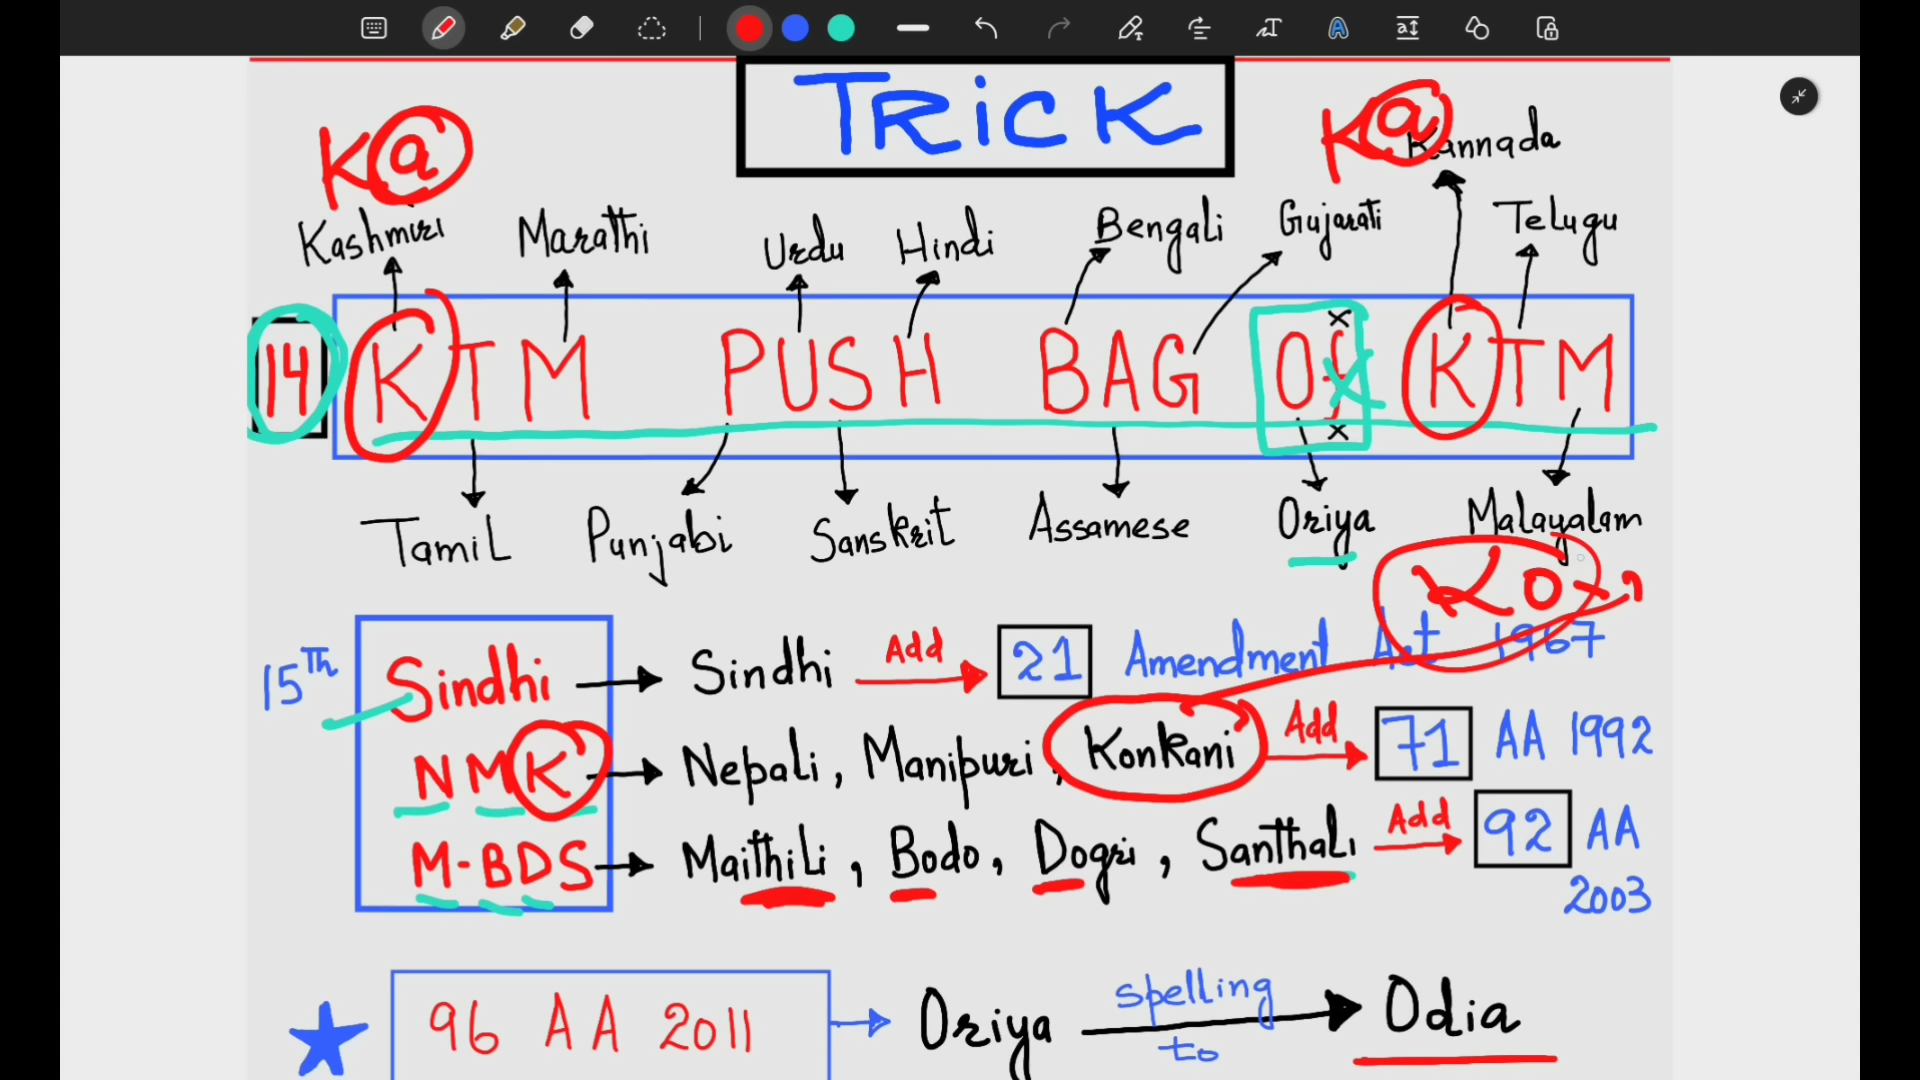 TRiCK
Ka Ka Kannada
Kashmiri Marathi Urdu Hindi Bengali Gujarati Telugu
14 KTM PUSH BAG Of KTM
Tamil Punjabi Sanskrit Assamese Oriya Malayalam
15Th Sindhi → Sindhi Add 21 Amendment Act 1967
NMK → Nepali, Manipuri, Konkani Add 71 AA 1992
M-BDS → Maithili, Bodo, Dogri, Santhali Add 92 AA
2003
96 AA 2011 → Oriya spelling to Odia